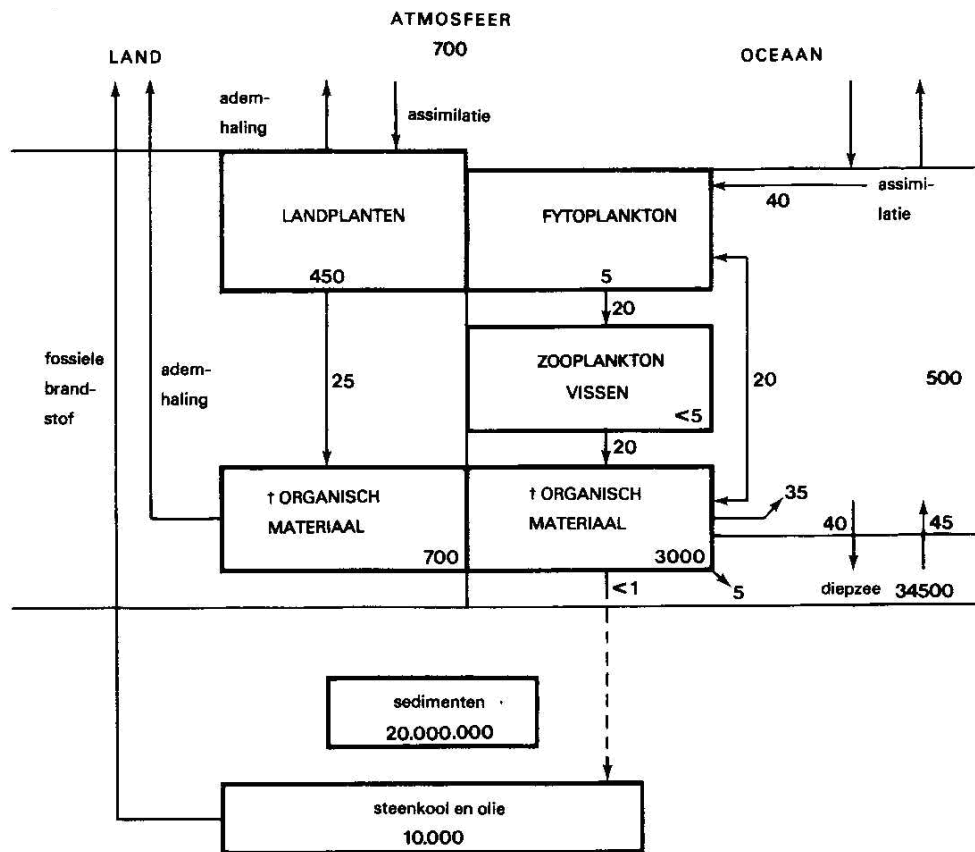 ATMOSFEER
700
LAND
OCEAAN
adem-
haling
assimilatie
LANDPLANTEN
450
FYTOPLANKTON
5
40
assimi-
latie
20
fossiele
brand-
stof
adem-
haling
25
ZOOPLANKTON
VISSEN
<5
20
500
20
† ORGANISCH
MATERIAAL
700
† ORGANISCH
MATERIAAL
3000
35
40
45
<1
5
diepzee
34500
sedimenten
20.000.000
steenkool en olie
10.000